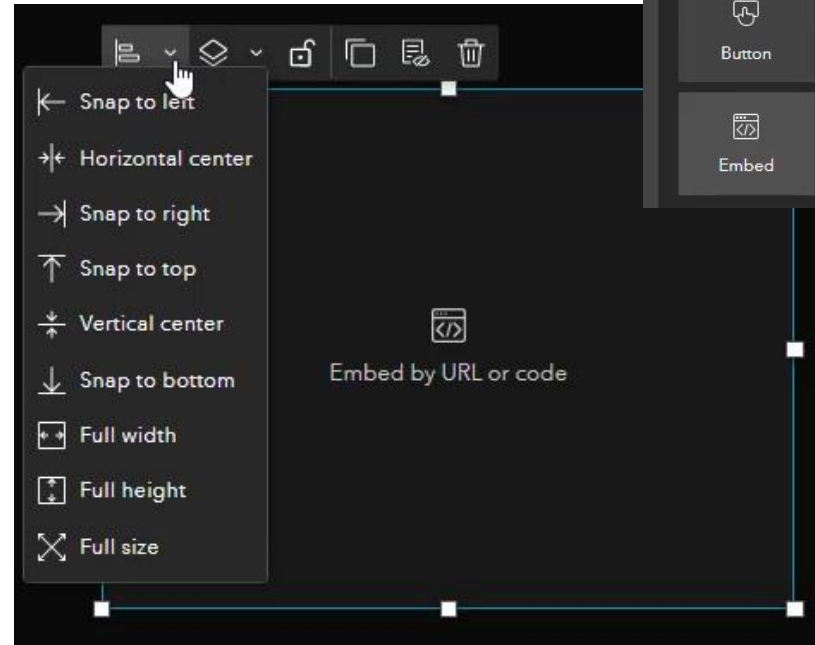 Button
Embed
Snap to left
Horizontal center
Snap to right
Snap to top
Vertical center
Snap to bottom
Full width
Full height
Full size
Embed by URL or code